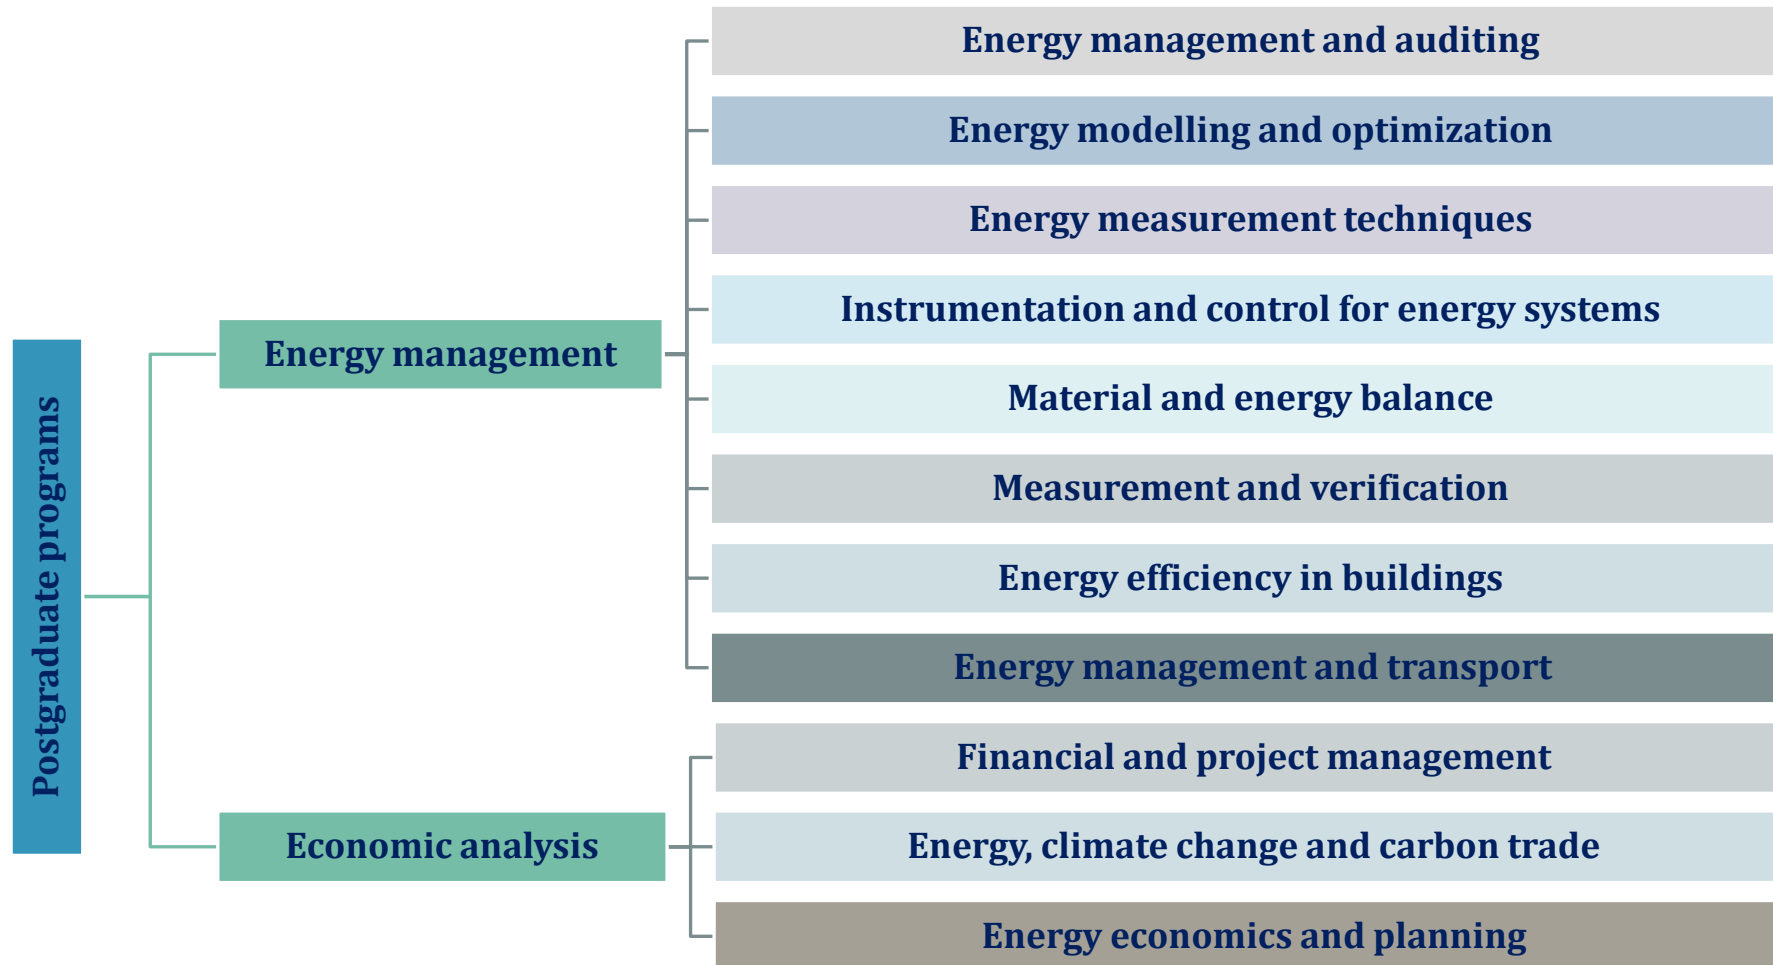 Postgraduate programs
Energy management
Energy management and auditing
Energy modelling and optimization
Energy measurement techniques
Instrumentation and control for energy systems
Material and energy balance
Measurement and verification
Energy efficiency in buildings
Energy management and transport
Economic analysis
Financial and project management
Energy, climate change and carbon trade
Energy economics and planning